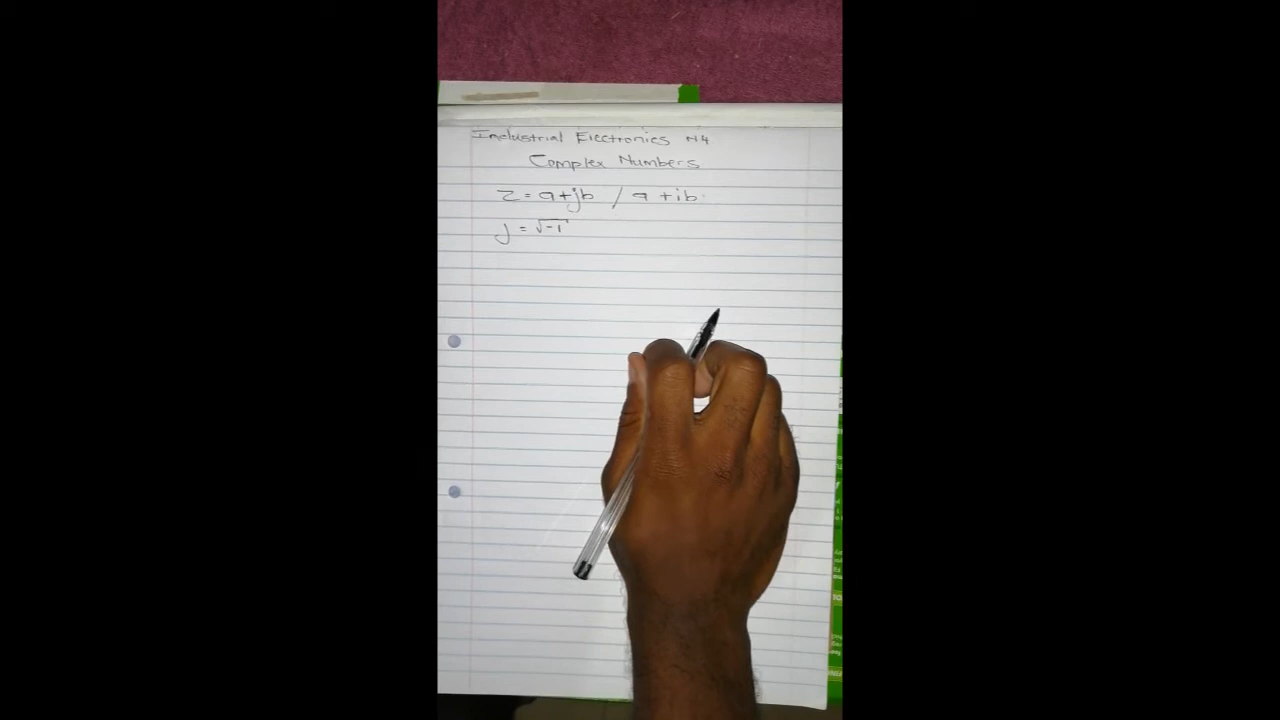 Industrial Electronics N4
Complex Numbers
Z = a+jb / a + ib
j = √-1